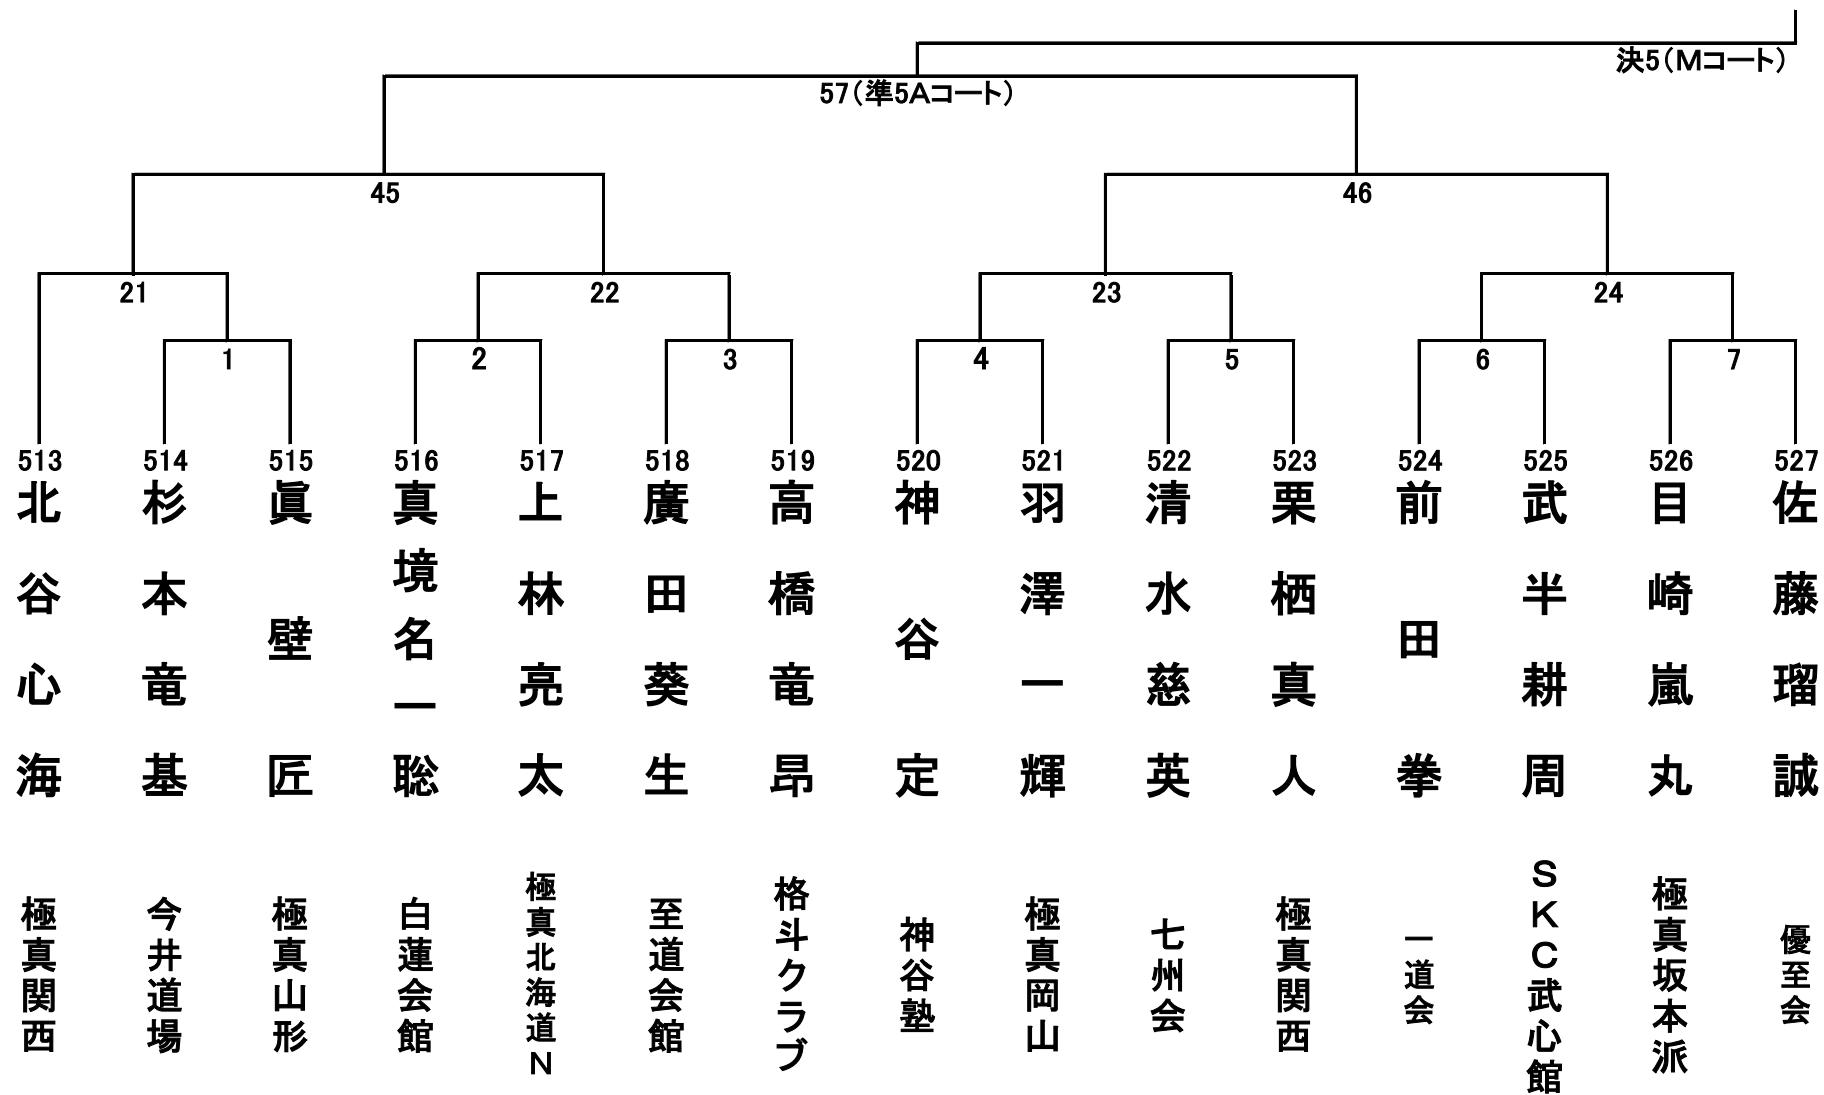 決5（Mコート）
57（準5Aコート）
45
46
21
22
23
24
1
2
3
4
5
6
7
513
北谷心海
極真関西
514
杉本竜基
今井道場
515
眞壁匠
極真山形
516
真境名一聡
白蓮会館
517
上林亮太
極真北海道N
518
廣田葵生
至道会館
519
高橋竜昂
格斗クラブ
520
神谷定
神谷塾
521
羽澤一輝
極真岡山
522
清水慈英
七州会
523
栗栖真人
極真関西
524
前田拳
一道会
525
武半耕周
SKC武心館
526
目崎嵐丸
極真坂本派
527
佐藤瑠誠
優至会